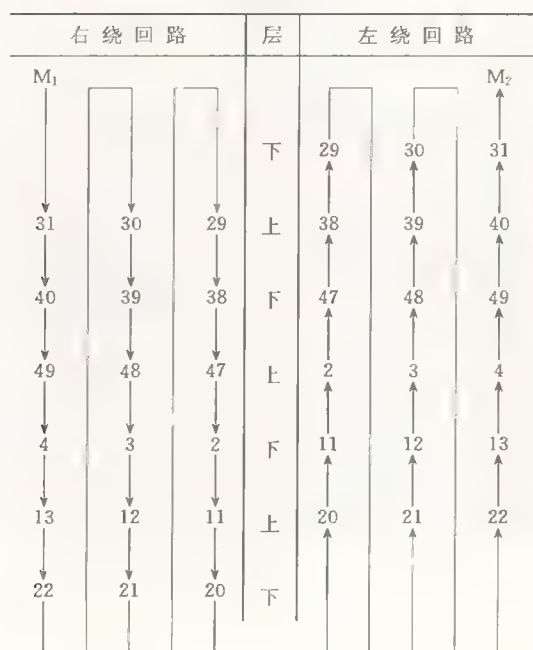 右绕回路 层 左绕回路
M₁ M₂
下 29 30 31
31 30 29 上 38 39 40
40 39 38 下 47 48 49
49 48 47 上 2 3 4
4 3 2 下 11 12 13
13 12 11 上 20 21 22
22 21 20 下